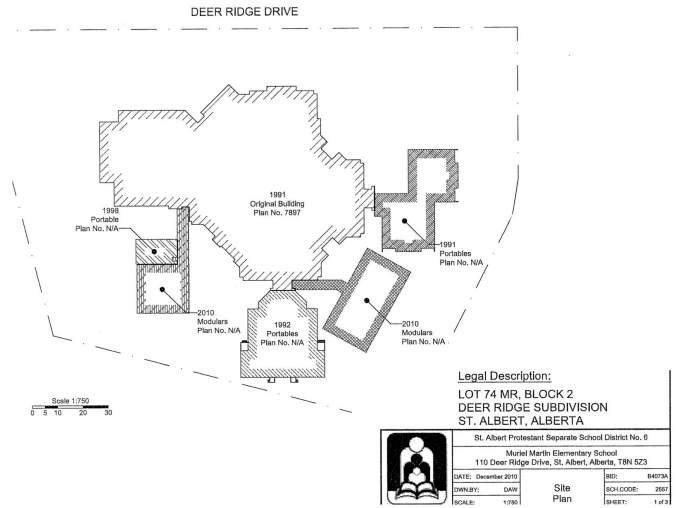 DEER RIDGE DRIVE
1991
Original Building
Plan No. 7897
1998
Portable
Plan No. N/A
1991
Portables
Plan No. N/A
2010
Modulars
Plan No. N/A
1992
Portables
Plan No. N/A
2010
Modulars
Plan No. N/A
Scale 1:750
0 5 10 20 30
Legal Description:
LOT 74 MR, BLOCK 2
DEER RIDGE SUBDIVISION
ST. ALBERT, ALBERTA
St. Albert Protestant Separate School District No. 6
Muriel Martin Elementary School
110 Deer Ridge Drive, St. Albert, Alberta, T8N 5Z3
DATE: December 2010
DWN.BY: DAW
SCALE: 1:750
Site
Plan
BID: B4073A
SCH.CODE: 2557
SHEET: 1 of 3